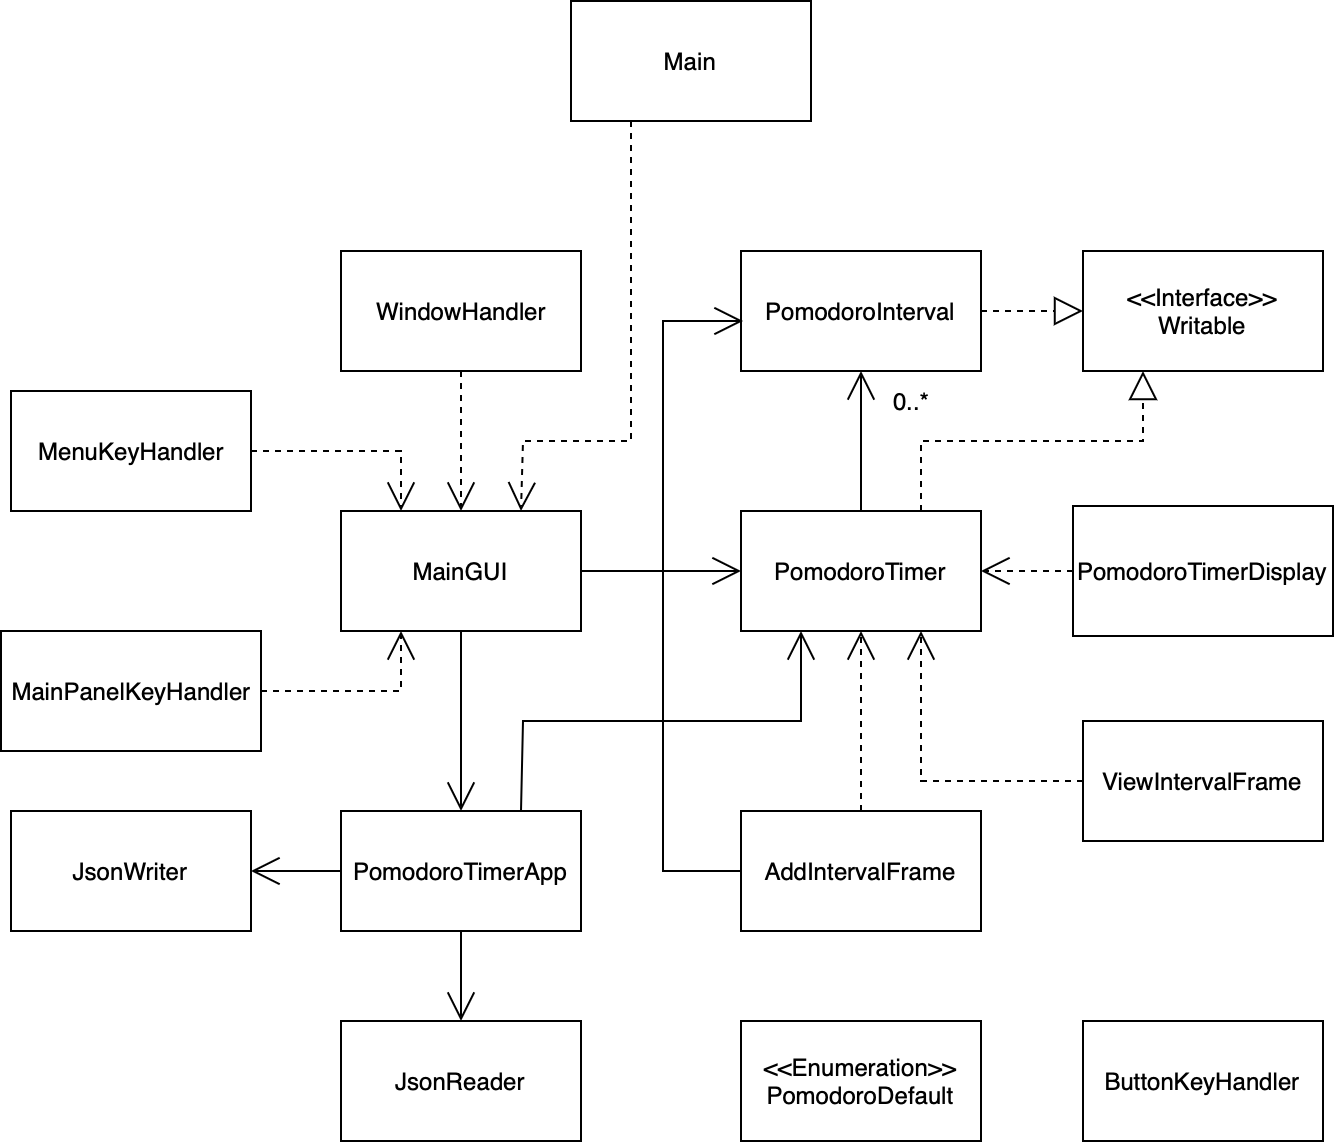 Main
WindowHandler
PomodoroInterval
<<Interface>>
Writable
0..*
MenuKeyHandler
MainGUI
PomodoroTimer
PomodoroTimerDisplay
MainPanelKeyHandler
ViewIntervalFrame
JsonWriter
PomodoroTimerApp
AddIntervalFrame
JsonReader
<<Enumeration>>
PomodoroDefault
ButtonKeyHandler